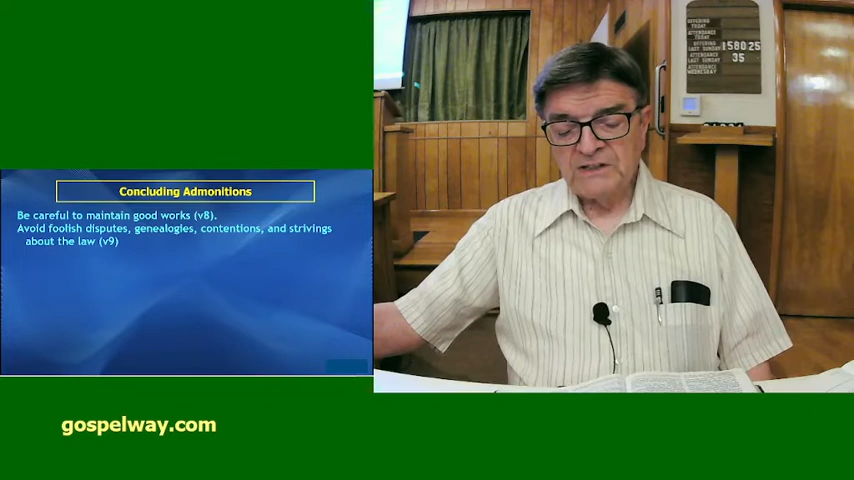 Concluding Admonitions
Be careful to maintain good works (v8).
Avoid foolish disputes, genealogies, contentions, and strivings
about the law (v9)
gospelway.com
OFFERING
TODAY
ATTENDANCE
TODAY
OFFERING
LAST SUNDAY
1580 25
ATTENDANCE
LAST SUNDAY
35
ATTENDANCE
WEDNESDAY